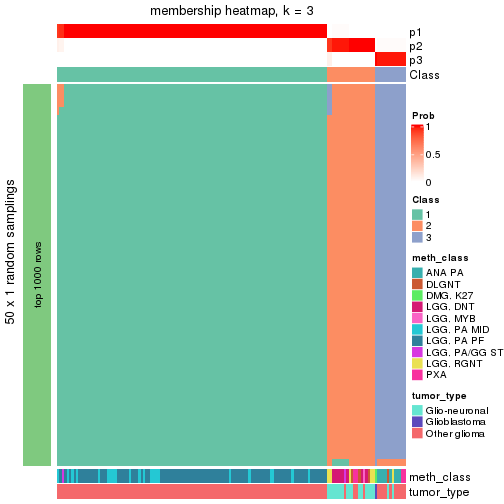 membership heatmap, k = 3
p1
p2
p3
Class
50 x 1 random samplings
top 1000 rows
meth_class
tumor_type
Prob
1
0.5
0
Class
1
2
3
meth_class
ANA PA
DLGNT
DMG, K27
LGG, DNT
LGG, MYB
LGG, PA MID
LGG, PA PF
LGG, PA/GG ST
LGG, RGNT
PXA
tumor_type
Glio-neuronal
Glioblastoma
Other glioma